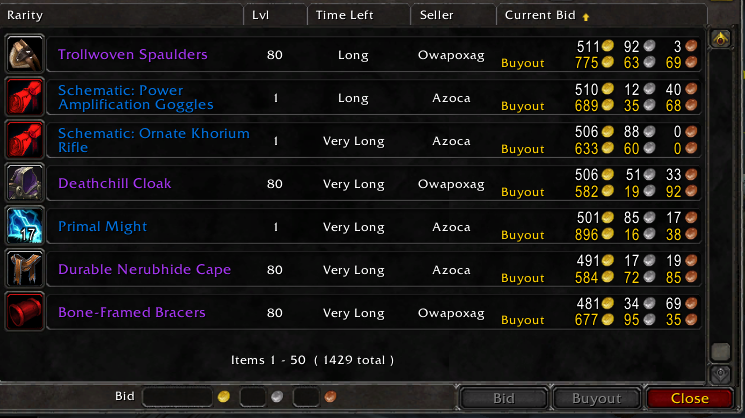 Rarity Lvl Time Left Seller Current Bid
Trollwoven Spaulders 80 Long Owapoxag 511 92 3
Buyout 775 63 69
Schematic: Power
Amplification Goggles 1 Long Azoca 510 12 40
Buyout 689 35 68
Schematic: Ornate Khorium
Rifle 1 Very Long Azoca 506 88 0
Buyout 633 60 0
Deathchill Cloak 80 Very Long Owapoxag 506 51 33
Buyout 582 19 92
17 Primal Might 1 Very Long Azoca 501 85 17
Buyout 896 16 38
Durable Nerubhide Cape 80 Very Long Azoca 491 17 19
Buyout 584 72 85
Bone-Framed Bracers 80 Very Long Owapoxag 481 34 69
Buyout 677 95 35
Items 1 - 50 ( 1429 total )
Bid Bid Buyout Close